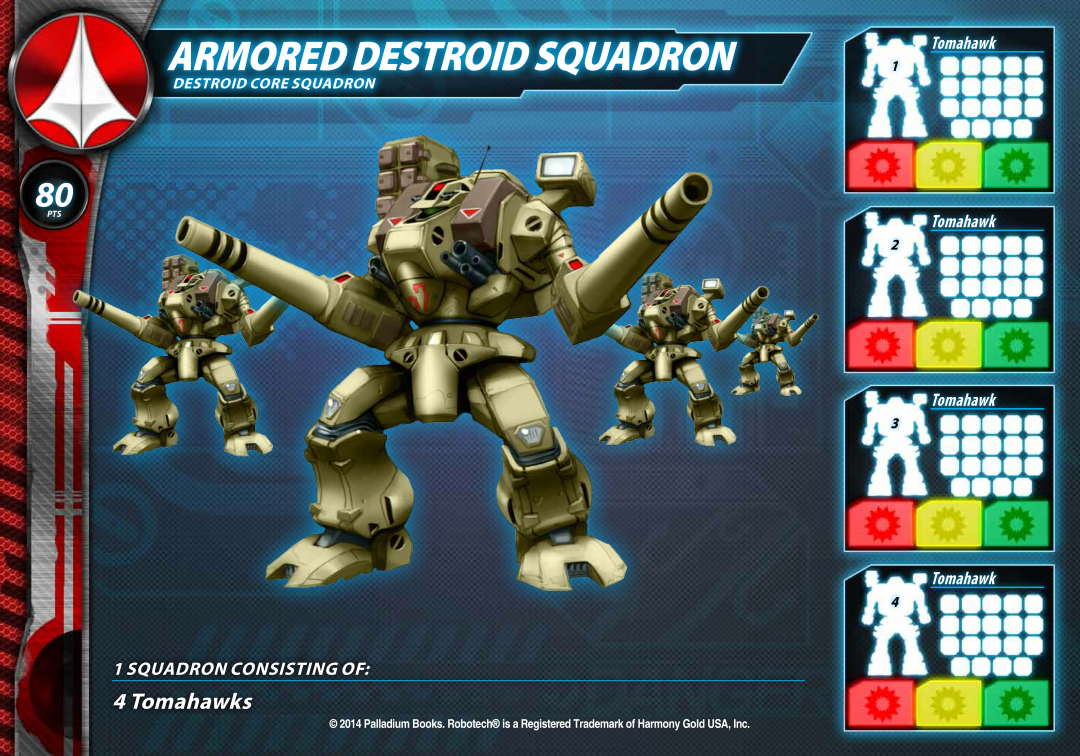 ARMORED DESTROID SQUADRON
DESTROID CORE SQUADRON
80
PTS
Tomahawk
1
Tomahawk
2
Tomahawk
3
Tomahawk
4
1 SQUADRON CONSISTING OF:
4 Tomahawks
© 2014 Palladium Books. Robotech® is a Registered Trademark of Harmony Gold USA, Inc.